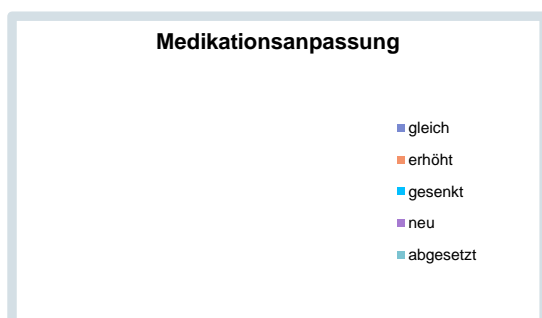 Medikationsanpassung
gleich
erhöht
gesenkt
neu
abgesetzt